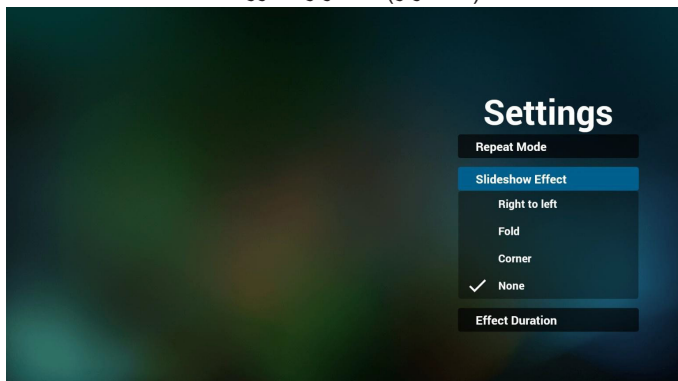 Settings
Repeat Mode
Slideshow Effect
Right to left
Fold
Corner
None
Effect Duration